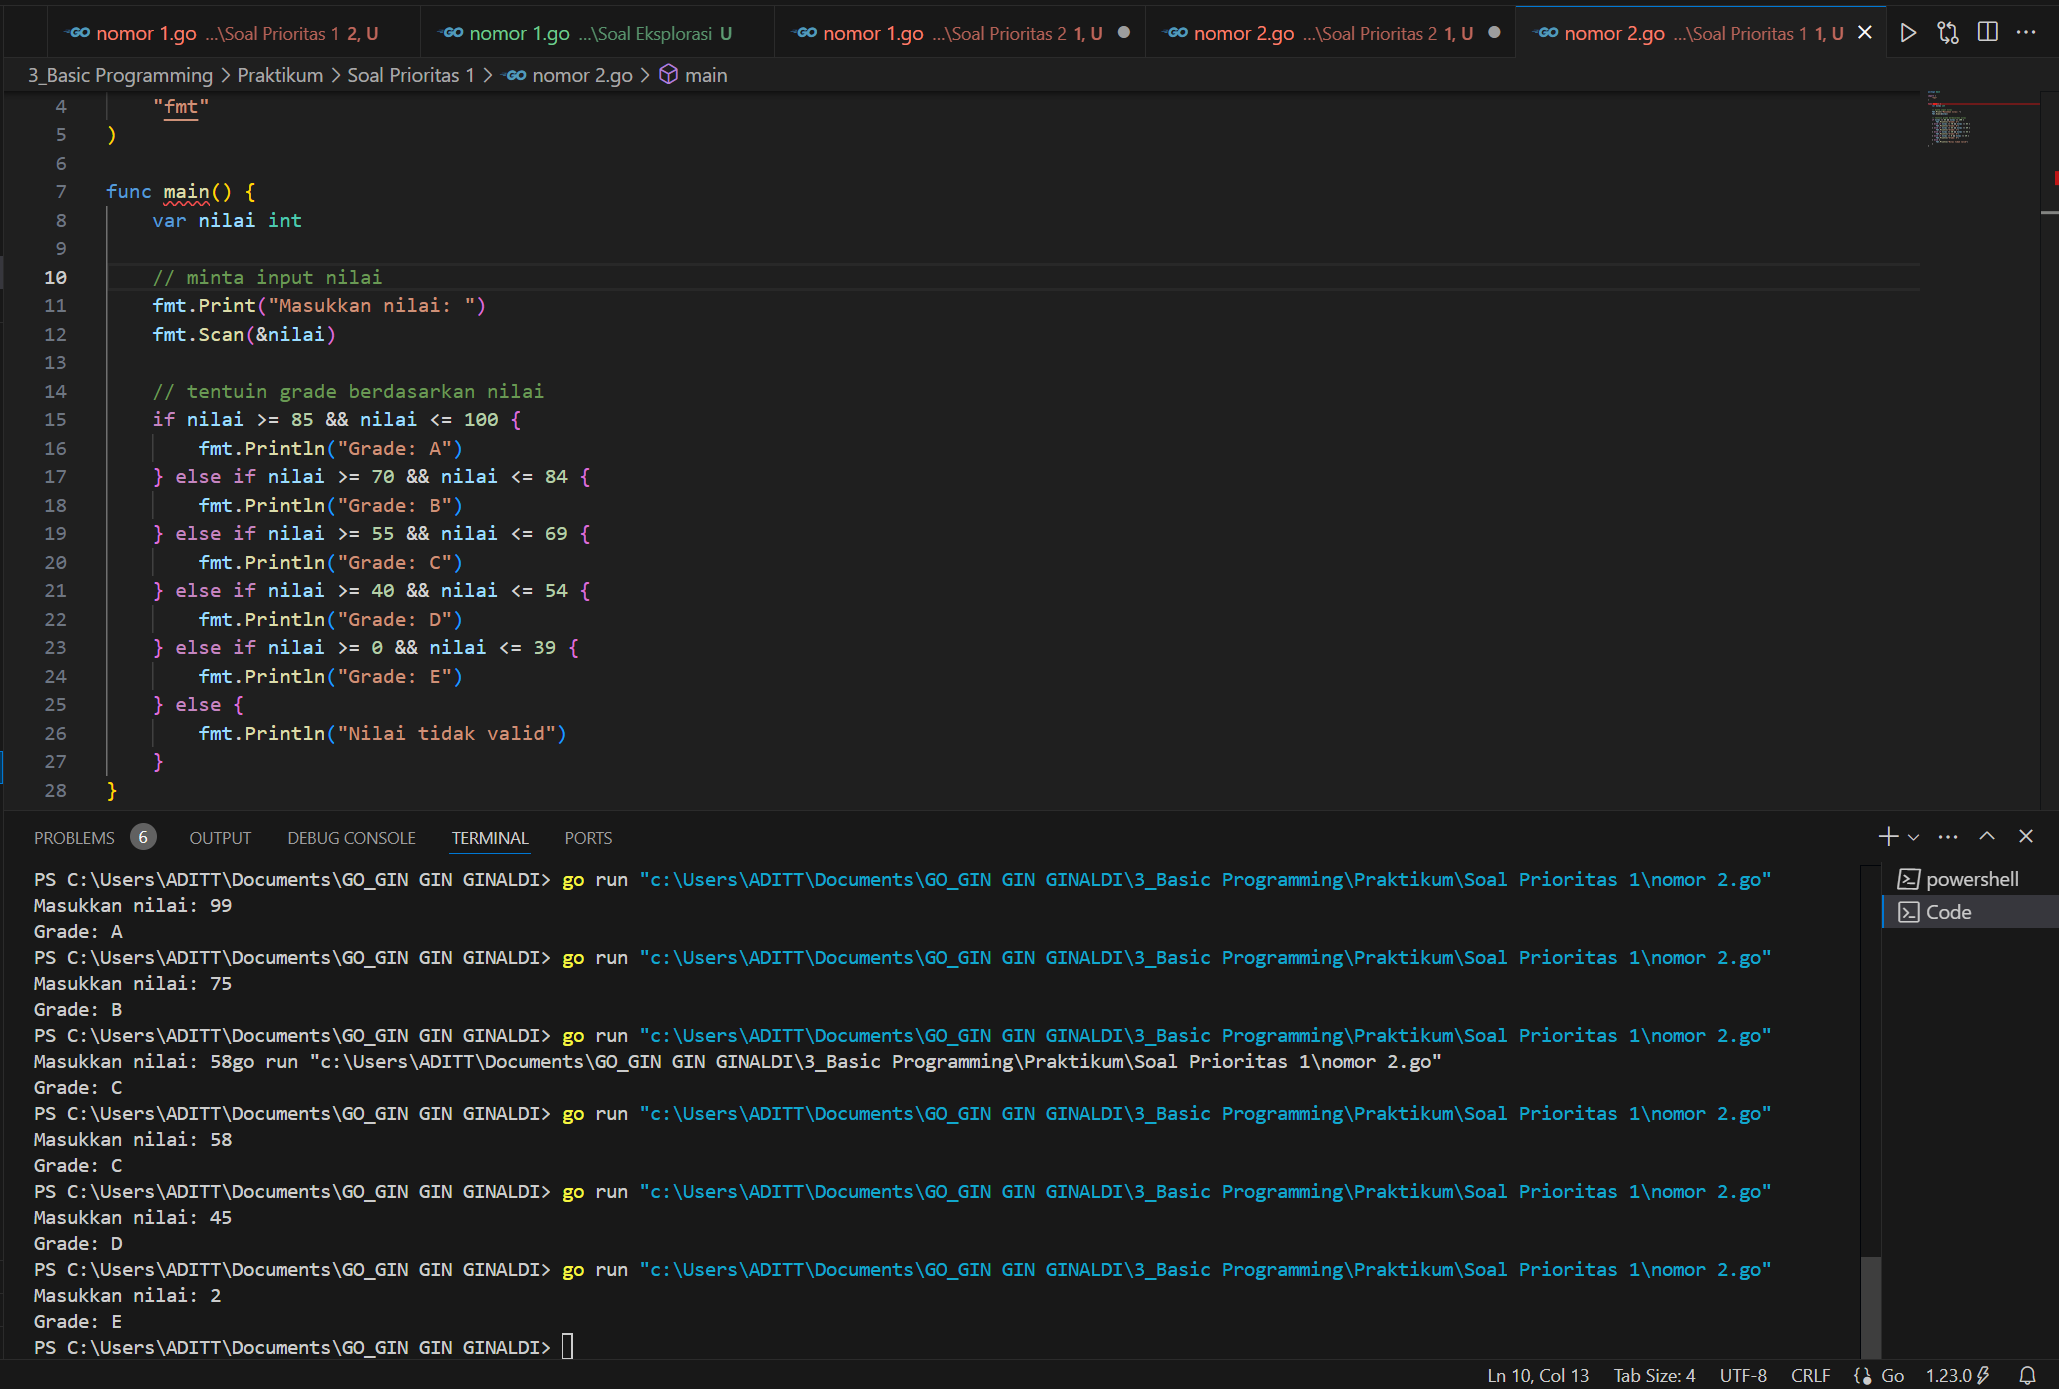 GO nomor 1.go ...\Soal Prioritas 1 2, U GO nomor 1.go ...\Soal Eksplorasi U GO nomor 1.go ...\Soal Prioritas 2 1, U GO nomor 2.go ...\Soal Prioritas 2 1, U GO nomor 2.go ...\Soal Prioritas 1 1, U
3_Basic Programming > Praktikum > Soal Prioritas 1 > GO nomor 2.go > main
4 "fmt"
5 )
6
7 func main() {
8 var nilai int
9
10 // minta input nilai
11 fmt.Print("Masukkan nilai: ")
12 fmt.Scan(&nilai)
13
14 // tentuin grade berdasarkan nilai
15 if nilai >= 85 && nilai <= 100 {
16 fmt.Println("Grade: A")
17 } else if nilai >= 70 && nilai <= 84 {
18 fmt.Println("Grade: B")
19 } else if nilai >= 55 && nilai <= 69 {
20 fmt.Println("Grade: C")
21 } else if nilai >= 40 && nilai <= 54 {
22 fmt.Println("Grade: D")
23 } else if nilai >= 0 && nilai <= 39 {
24 fmt.Println("Grade: E")
25 } else {
26 fmt.Println("Nilai tidak valid")
27 }
28 }
PROBLEMS 6 OUTPUT DEBUG CONSOLE TERMINAL PORTS
PS C:\Users\ADITT\Documents\GO_GIN GIN GINALDI> go run "c:\Users\ADITT\Documents\GO_GIN GIN GINALDI\3_Basic Programming\Praktikum\Soal Prioritas 1\nomor 2.go"
Masukkan nilai: 99
Grade: A
PS C:\Users\ADITT\Documents\GO_GIN GIN GINALDI> go run "c:\Users\ADITT\Documents\GO_GIN GIN GINALDI\3_Basic Programming\Praktikum\Soal Prioritas 1\nomor 2.go"
Masukkan nilai: 75
Grade: B
PS C:\Users\ADITT\Documents\GO_GIN GIN GINALDI> go run "c:\Users\ADITT\Documents\GO_GIN GIN GINALDI\3_Basic Programming\Praktikum\Soal Prioritas 1\nomor 2.go"
Masukkan nilai: 58go run "c:\Users\ADITT\Documents\GO_GIN GIN GINALDI\3_Basic Programming\Praktikum\Soal Prioritas 1\nomor 2.go"
Grade: C
PS C:\Users\ADITT\Documents\GO_GIN GIN GINALDI> go run "c:\Users\ADITT\Documents\GO_GIN GIN GINALDI\3_Basic Programming\Praktikum\Soal Prioritas 1\nomor 2.go"
Masukkan nilai: 58
Grade: C
PS C:\Users\ADITT\Documents\GO_GIN GIN GINALDI> go run "c:\Users\ADITT\Documents\GO_GIN GIN GINALDI\3_Basic Programming\Praktikum\Soal Prioritas 1\nomor 2.go"
Masukkan nilai: 45
Grade: D
PS C:\Users\ADITT\Documents\GO_GIN GIN GINALDI> go run "c:\Users\ADITT\Documents\GO_GIN GIN GINALDI\3_Basic Programming\Praktikum\Soal Prioritas 1\nomor 2.go"
Masukkan nilai: 2
Grade: E
PS C:\Users\ADITT\Documents\GO_GIN GIN GINALDI>
powershell
Code
Ln 10, Col 13 Tab Size: 4 UTF-8 CRLF Go 1.23.0